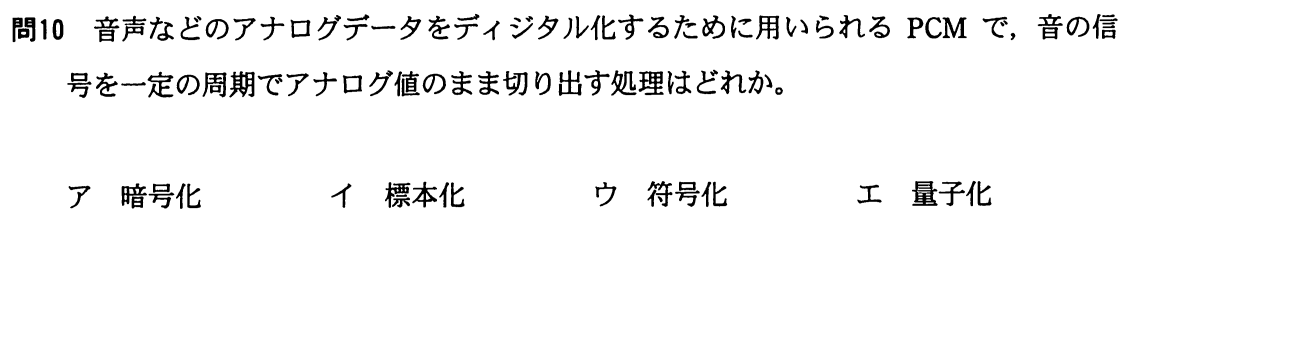 問10 音声などのアナログデータをディジタル化するために用いられる PCM で，音の信
号を一定の周期でアナログ値のまま切り出す処理はどれか。
ア 暗号化 イ 標本化 ウ 符号化 エ 量子化